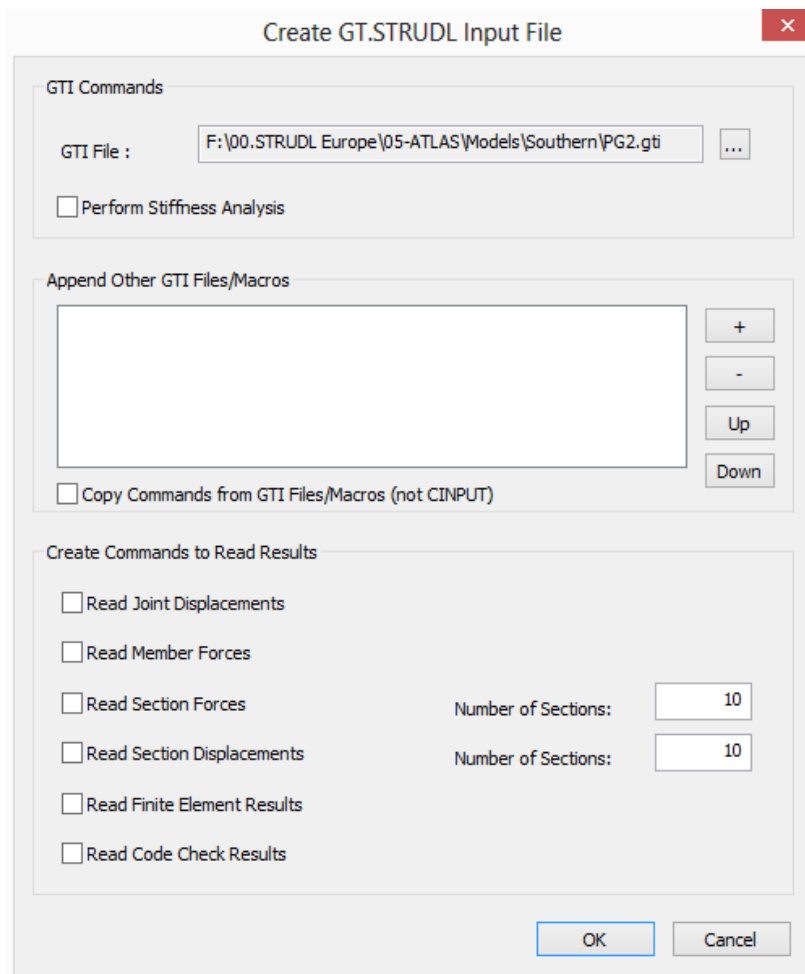 Create GT.STRUDL Input File
GTI Commands
GTI File :
F:\00.STRUDL Europe\05-ATLAS\Models\Southern\PG2.gti
...
Perform Stiffness Analysis
Append Other GTI Files/Macros
+
-
Up
Down
Copy Commands from GTI Files/Macros (not CINPUT)
Create Commands to Read Results
Read Joint Displacements
Read Member Forces
Read Section Forces
Number of Sections:
10
Read Section Displacements
Number of Sections:
10
Read Finite Element Results
Read Code Check Results
OK
Cancel